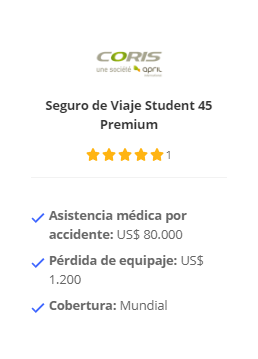 CORIS
une société april
Seguro de Viaje Student 45
Premium
1
Asistencia médica por
accidente: US$ 80.000
Pérdida de equipaje: US$
1.200
Cobertura: Mundial